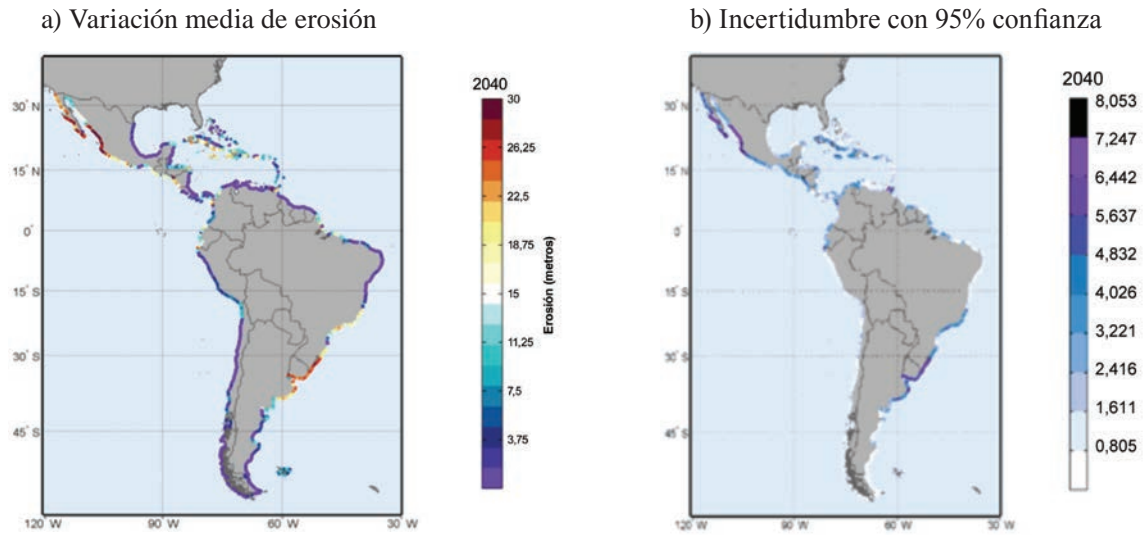 a) Variación media de erosión
2040
30
26,25
22,5
18,75
15
11,25
7,5
3,75
Erosión (metros)
30 N
15 N
0
15 S
30 S
45 S
120 W
90 W
60 W
30 W
b) Incertidumbre con 95% confianza
2040
8,053
7,247
6,442
5,637
4,832
4,026
3,221
2,416
1,611
0,805
30 N
15 N
0
15 S
30 S
45 S
120 W
90 W
60 W
30 W